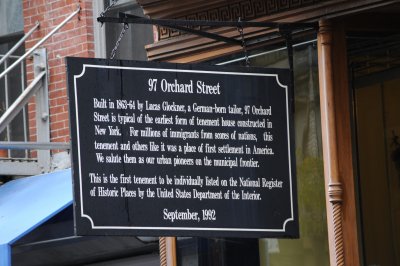 97 Orchard Street
Built in 1863-64 by Lucas Glockner, a German-born tailor, 97 Orchard
Street is typical of the earliest form of tenement house constructed in
New York. For millions of immigrants from scores of nations, this
tenement and others like it was a place of first settlement in America.
We salute them as our urban pioneers on the municipal frontier.
This is the first tenement to be individually listed on the National Register
of Historic Places by the United States Department of the Interior.
September, 1992